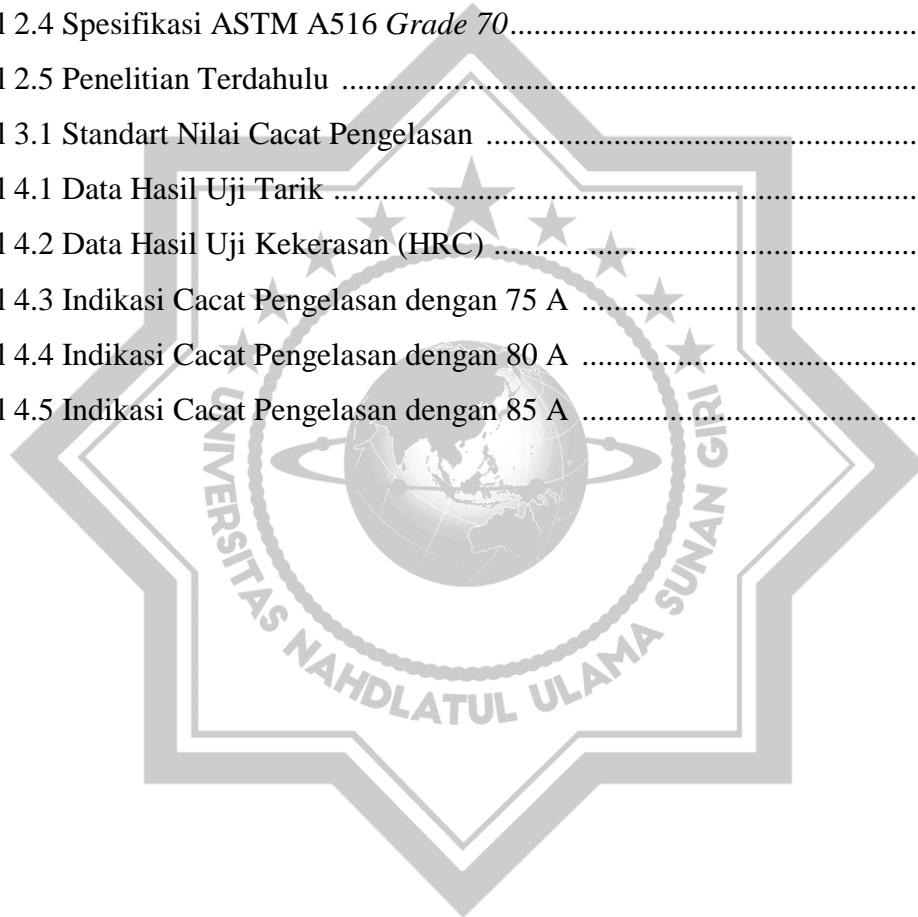 l 2.4 Spesifikasi ASTM A516 Grade 70...................................................
l 2.5 Penelitian Terdahulu ........................................................................
l 3.1 Standart Nilai Cacat Pengelasan ......................................................
l 4.1 Data Hasil Uji Tarik .........................................................................
l 4.2 Data Hasil Uji Kekerasan (HRC) .....................................................
l 4.3 Indikasi Cacat Pengelasan dengan 75 A ..........................................
l 4.4 Indikasi Cacat Pengelasan dengan 80 A ..........................................
l 4.5 Indikasi Cacat Pengelasan dengan 85 A ..........................................
UNIVERSITAS NAHDLATUL ULAMA SUNAN GIRI